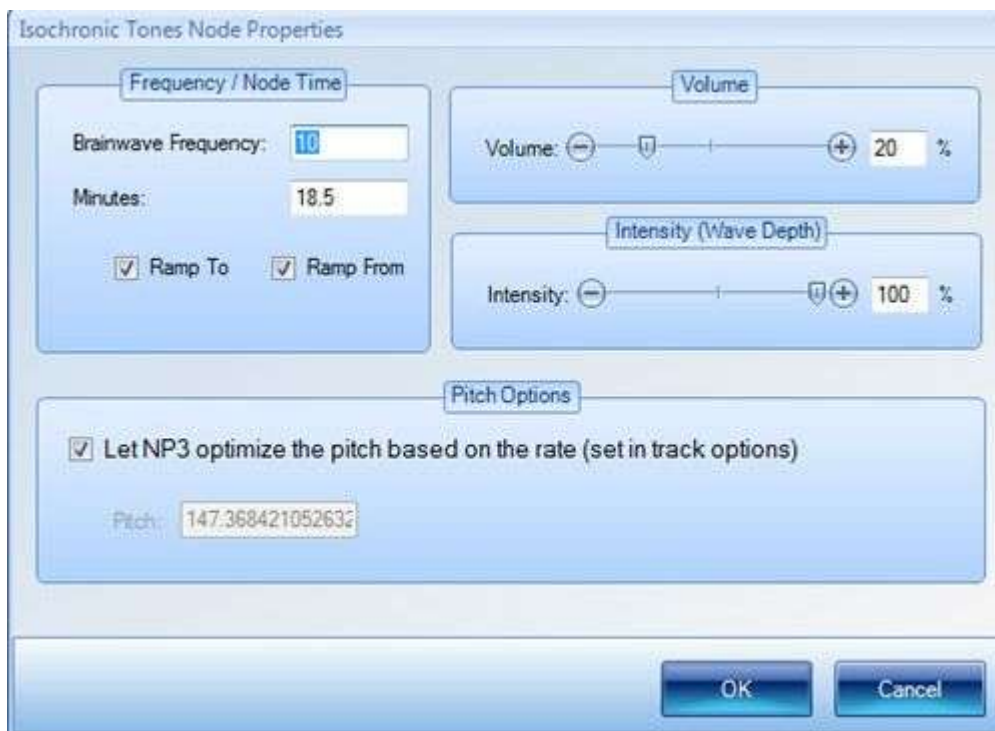 Isochronic Tones Node Properties
Frequency / Node Time
Brainwave Frequency: 10
Minutes: 18.5
Ramp To Ramp From
Volume
Volume: 20 %
Intensity (Wave Depth)
Intensity: 100 %
Pitch Options
Let NP3 optimize the pitch based on the rate (set in track options)
Pitch: 147.368421052632
OK Cancel